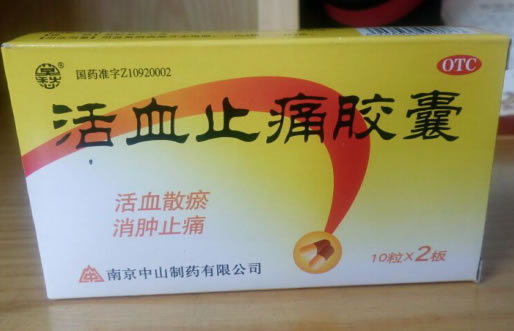 国药准字Z10920002
OTC
活血止痛胶囊
活血散瘀
消肿止痛
10粒×2板
南京中山制药有限公司